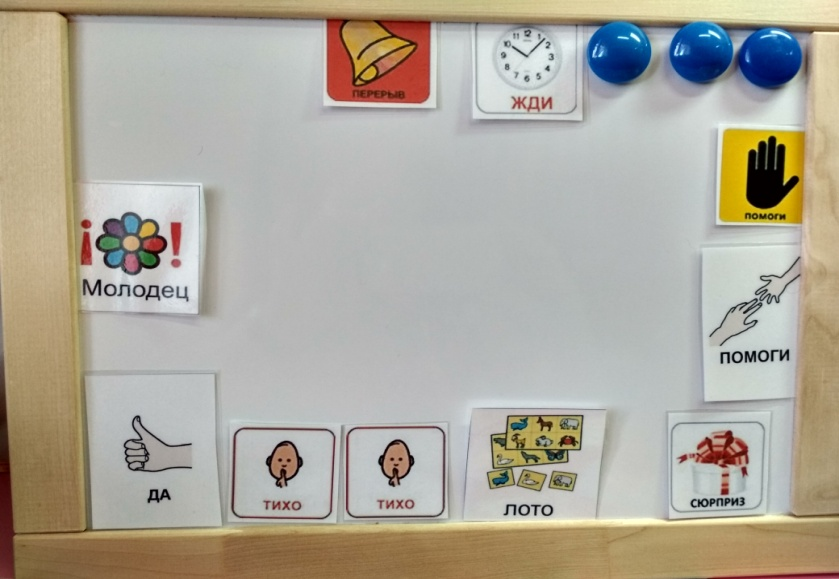 ПЕРЕРЫВ
ЖДИ
ПОМОГИ
Молодец
ПОМОГИ
ДА
ТИХО
ТИХО
ЛОТО
СЮРПРИЗ